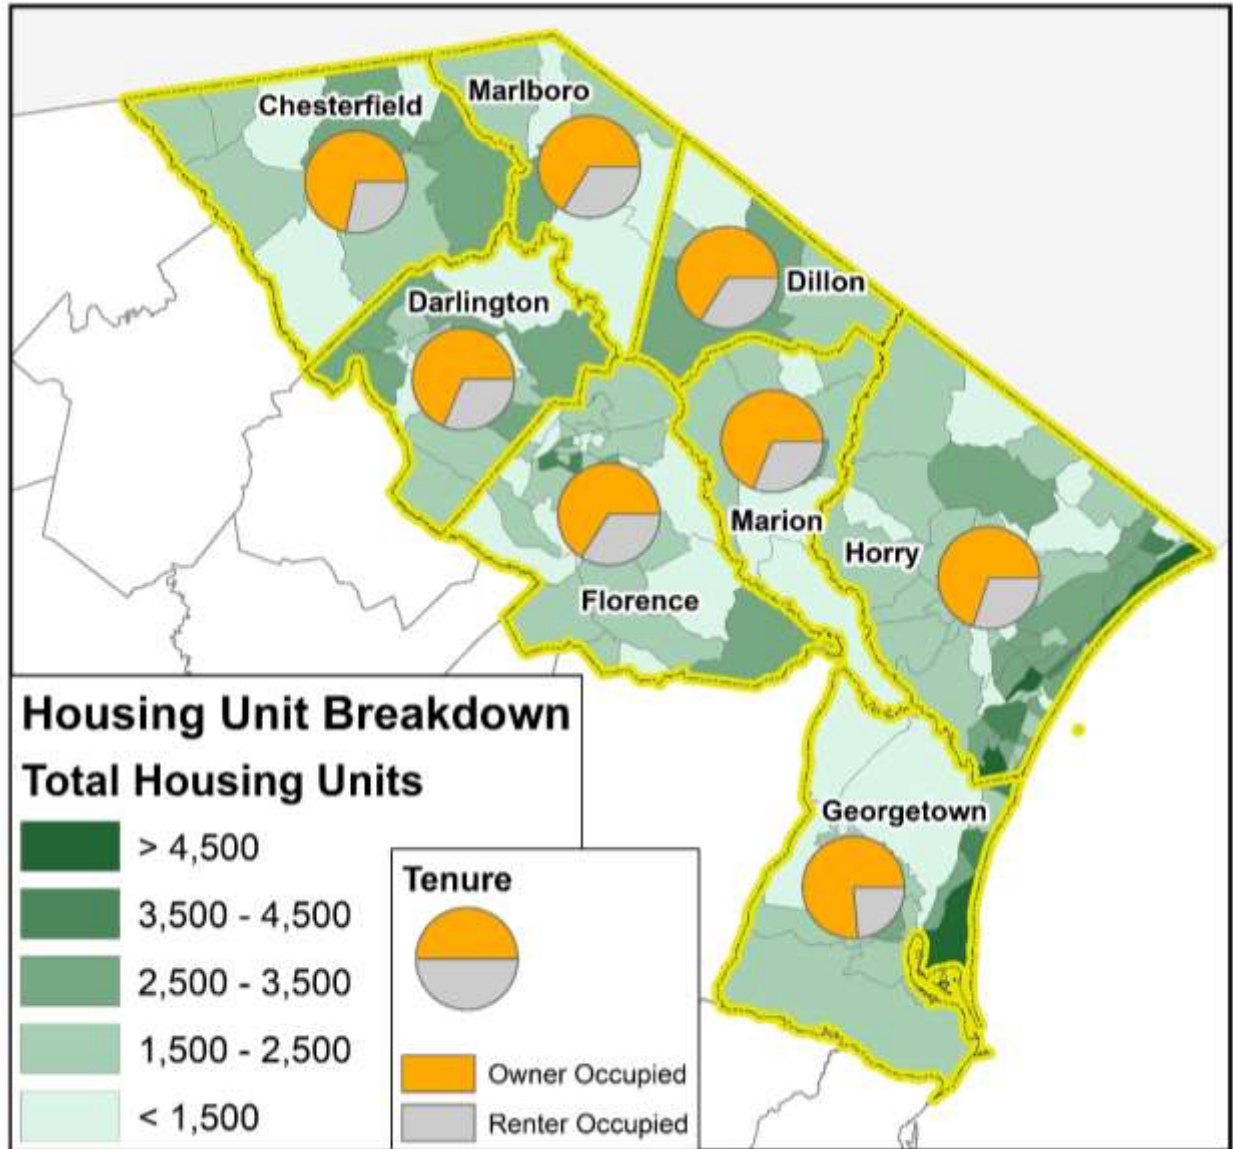 Marlboro
Chesterfield
Dillon
Darlington
Marion
Horry
Florence
Georgetown
Housing Unit Breakdown
Total Housing Units
> 4,500
3,500 - 4,500
2,500 - 3,500
1,500 - 2,500
< 1,500
Tenure
Owner Occupied
Renter Occupied